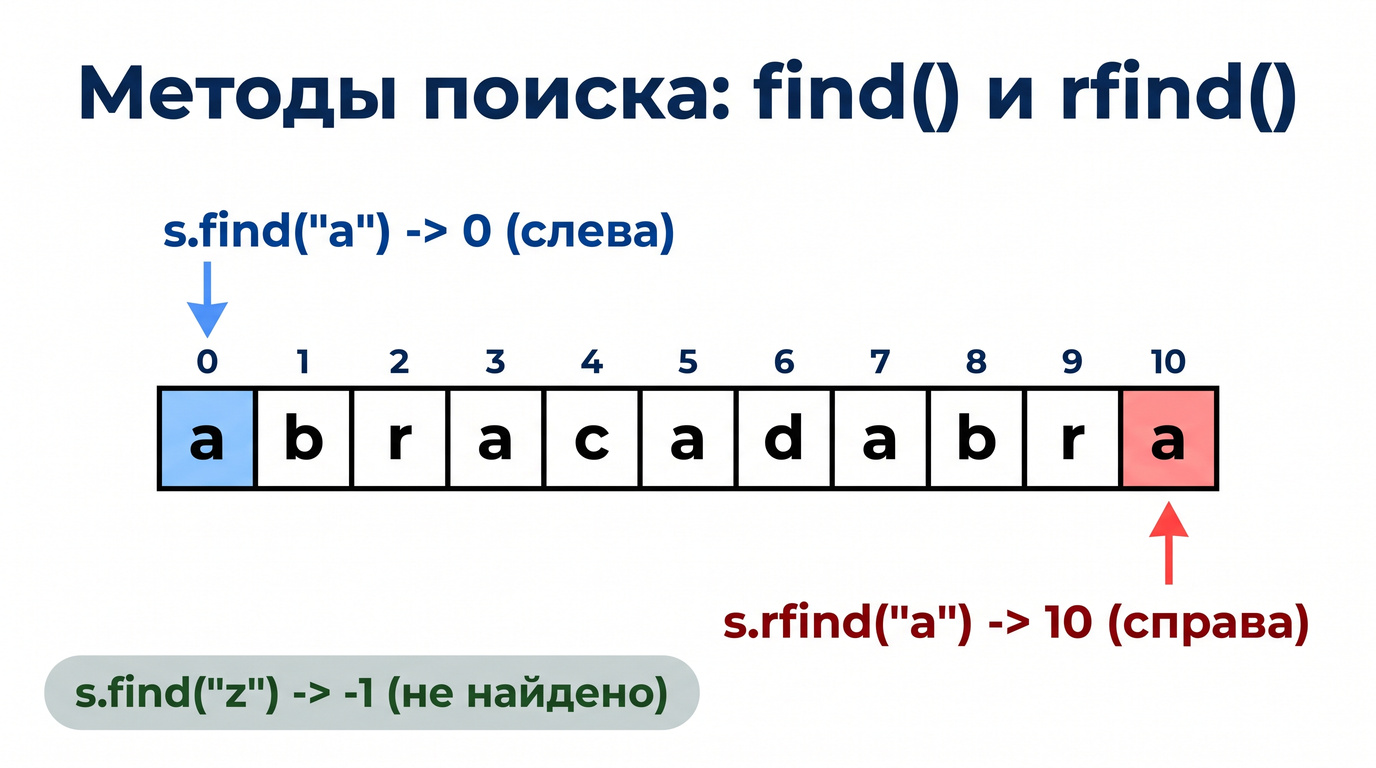 Методы поиска: find() и rfind()
s.find("a") -> 0 (слева)
0 1 2 3 4 5 6 7 8 9 10
a b r a c a d a b r a
s.rfind("a") -> 10 (справа)
s.find("z") -> -1 (не найдено)